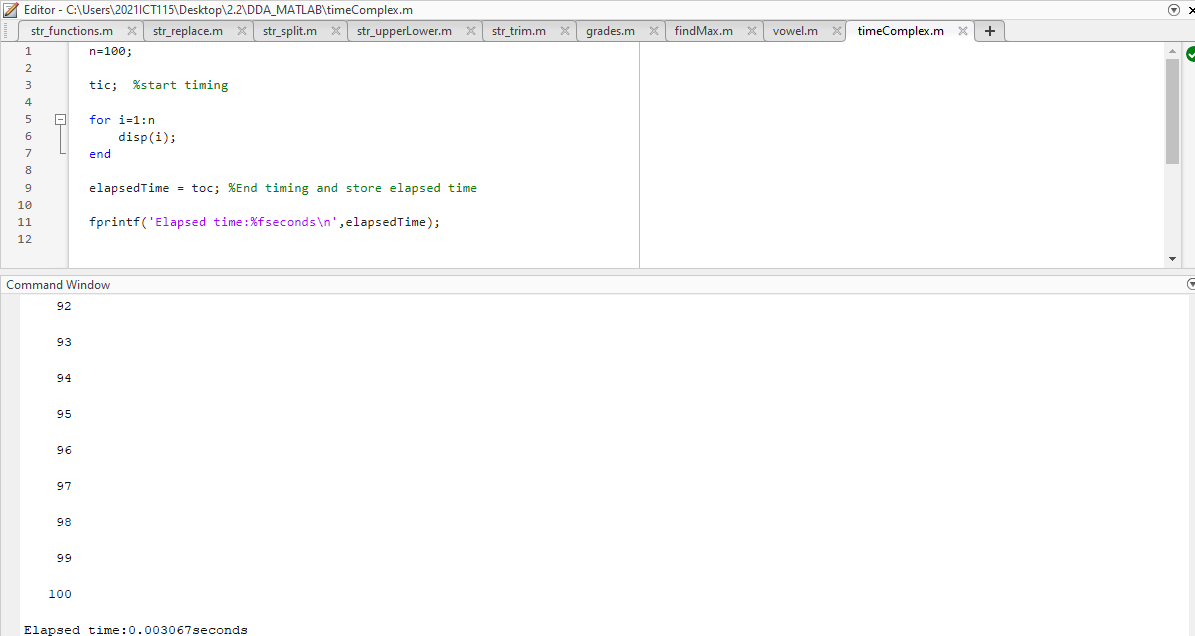 Editor - C:\Users\2021ICT115\Desktop\2.2\DDA_MATLAB\timeComplex.m
str_functions.m str_replace.m str_split.m str_upperLower.m str_trim.m grades.m findMax.m vowel.m timeComplex.m +
1 n=100;
2
3 tic; %start timing
4
5 for i=1:n
6 disp(i);
7 end
8
9 elapsedTime = toc; %End timing and store elapsed time
10
11 fprintf('Elapsed time:%fseconds\n',elapsedTime);
12
Command Window
92
93
94
95
96
97
98
99
100
Elapsed time:0.003067seconds